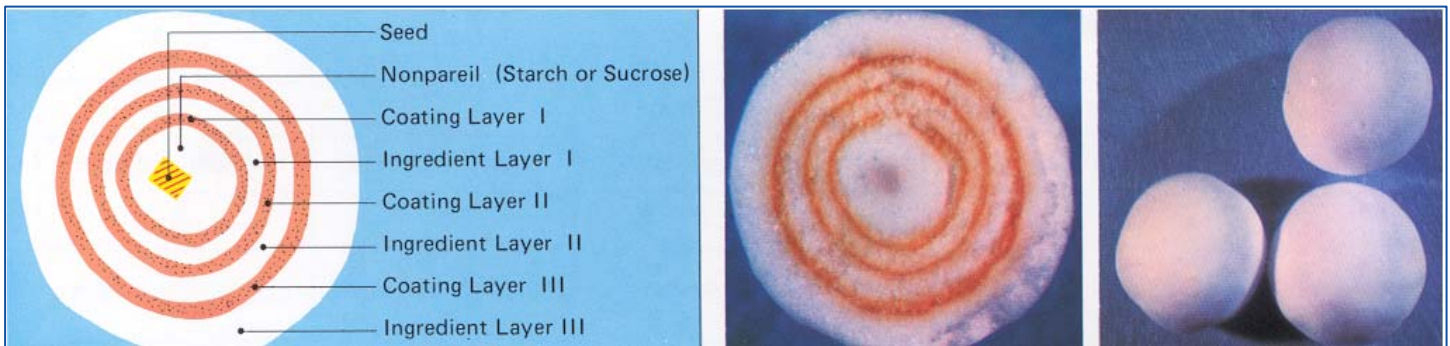 Seed
Nonpareil (Starch or Sucrose)
Coating Layer I
Ingredient Layer I
Coating Layer II
Ingredient Layer II
Coating Layer III
Ingredient Layer III